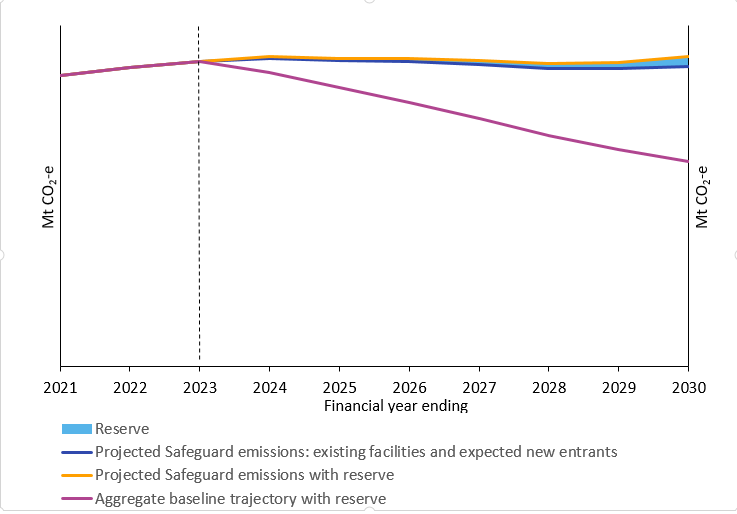 Mt CO₂-e
Mt CO₂-e
2021 2022 2023 2024 2025 2026 2027 2028 2029 2030
Financial year ending
Reserve
Projected Safeguard emissions: existing facilities and expected new entrants
Projected Safeguard emissions with reserve
Aggregate baseline trajectory with reserve